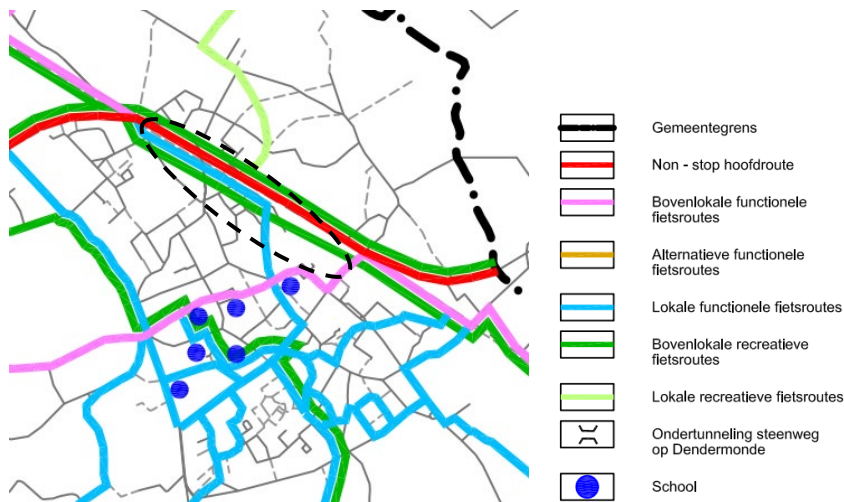 Gemeentegrens
Non - stop hoofdroute
Bovenlokale functionele
fietsroutes
Alternatieve functionele
fietsroutes
Lokale functionele fietsroutes
Bovenlokale recreatieve
fietsroutes
Lokale recreatieve fietsroutes
Ondertunneling steenweg
op Dendermonde
School